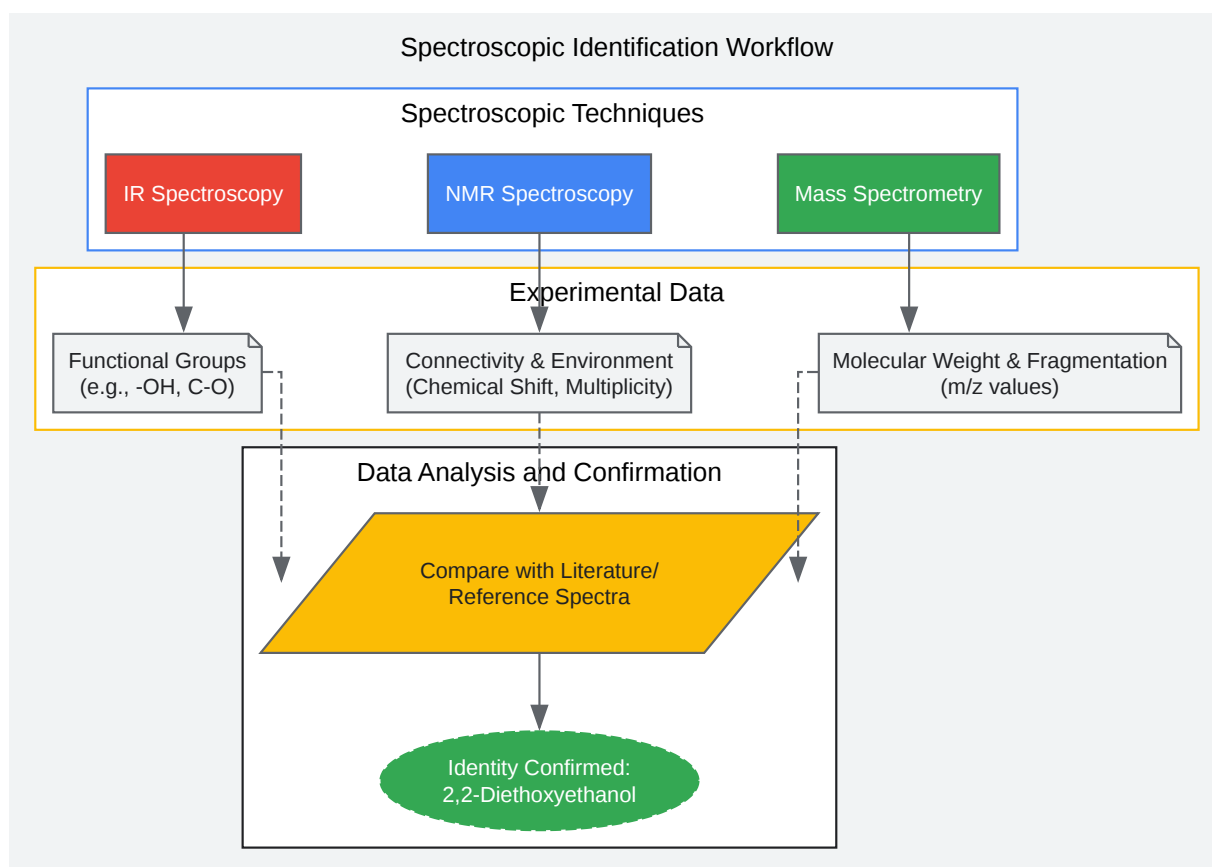 Spectroscopic Identification Workflow
Spectroscopic Techniques
IR Spectroscopy
NMR Spectroscopy
Mass Spectrometry
Experimental Data
Functional Groups
(e.g., -OH, C-O)
Connectivity & Environment
(Chemical Shift, Multiplicity)
Molecular Weight & Fragmentation
(m/z values)
Data Analysis and Confirmation
Compare with Literature/
Reference Spectra
Identity Confirmed:
2,2-Diethoxyethanol